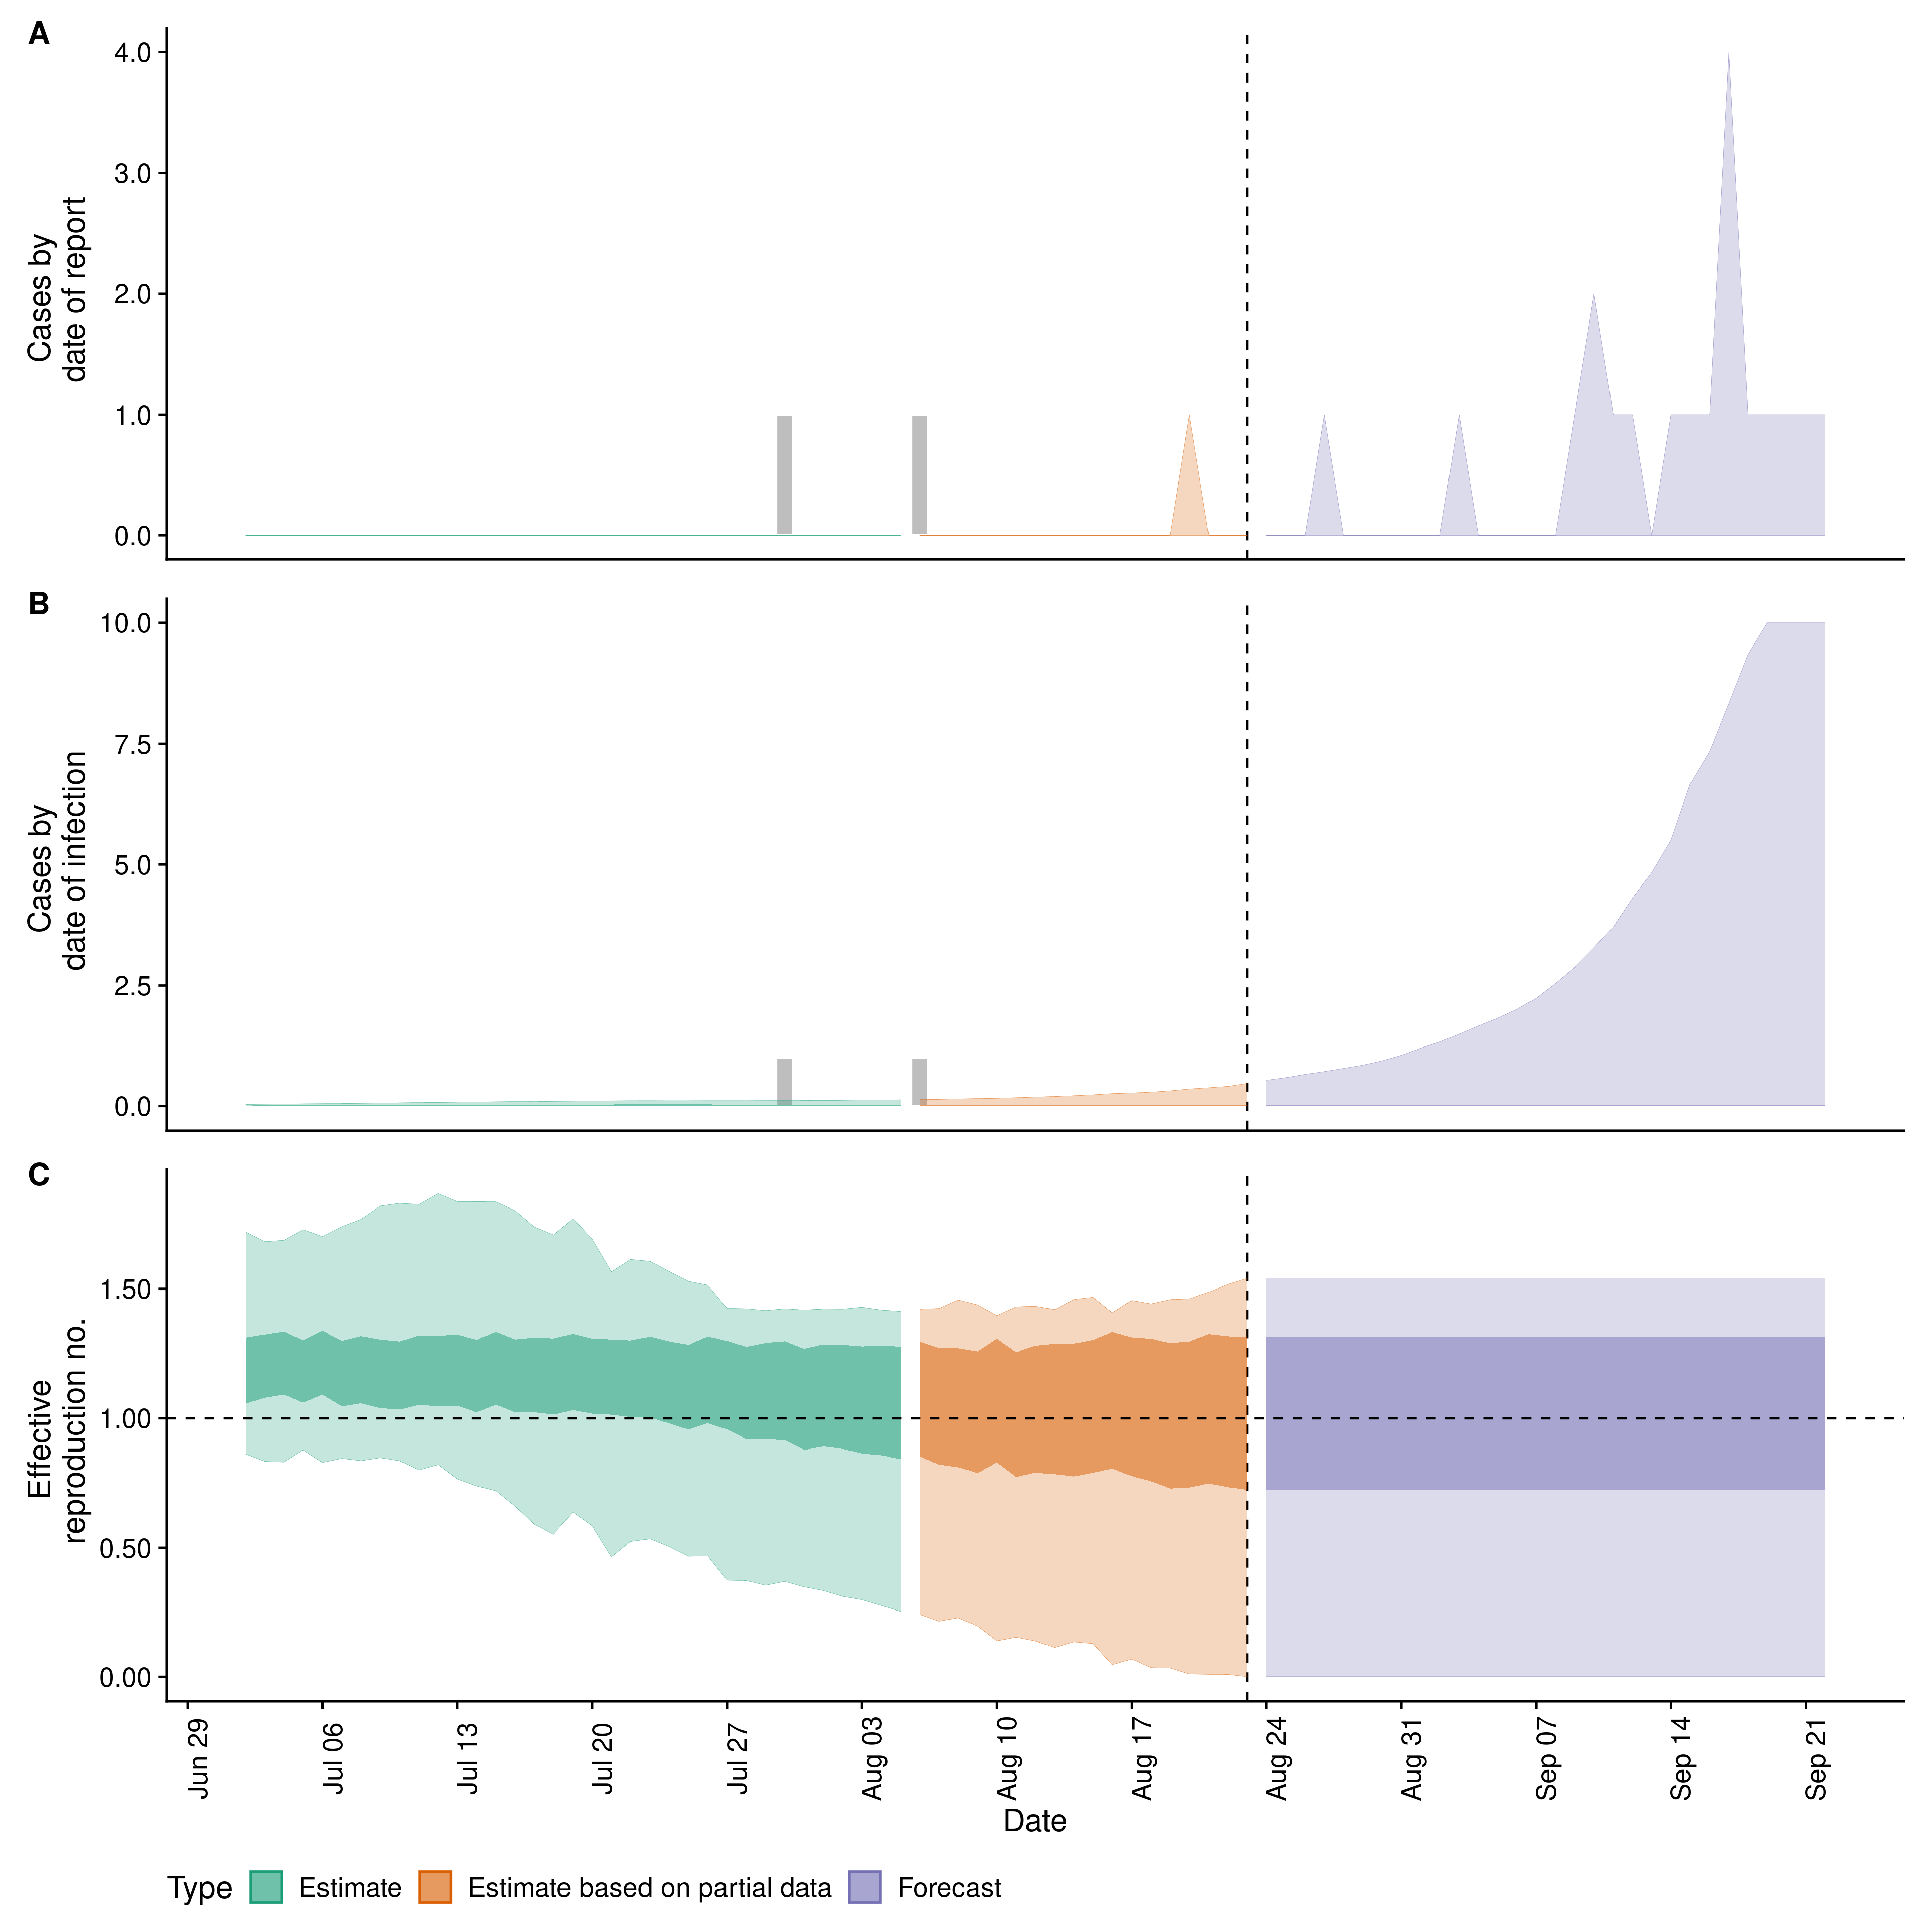 A
Cases by
date of report
4.0
3.0
2.0
1.0
0.0
B
Cases by
date of infection
10.0
7.5
5.0
2.5
0.0
C
Effective
reproduction no.
1.50
1.00
0.50
0.00
Jun 29
Jul 06
Jul 13
Jul 20
Jul 27
Aug 03
Aug 10
Aug 17
Aug 24
Aug 31
Sep 07
Sep 14
Sep 21
Date
Type Estimate Estimate based on partial data Forecast